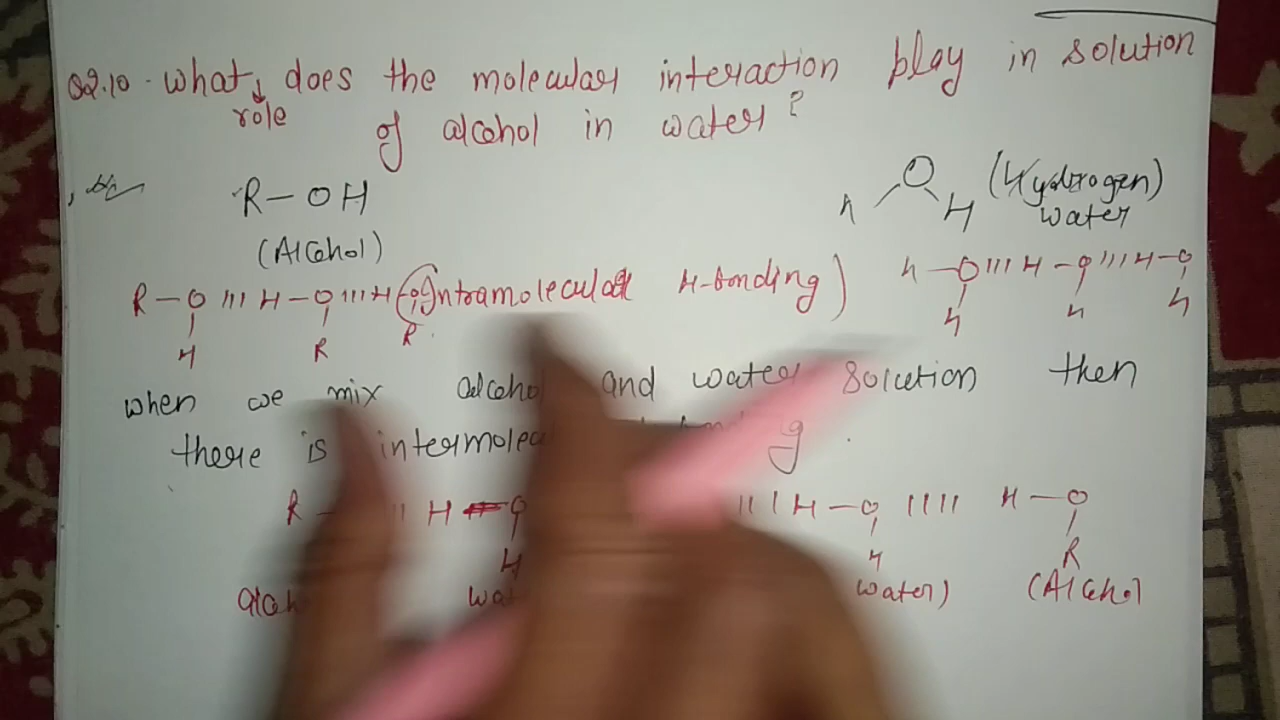 Q2.10 - what does the molecular interaction play in solution
role of alcohol in water?
R-OH
(Alcohol)
O
H H
(Hydrogen)
water
R-O ||| H-O |||H-O (Intramolecular H-bonding)
H R R
H-O ||| H-O ||| H-O
H H H
when we mix alcohol and water solution then
there is
R H O ||| H-O |||| H-O
H H R
water) (Alcohol